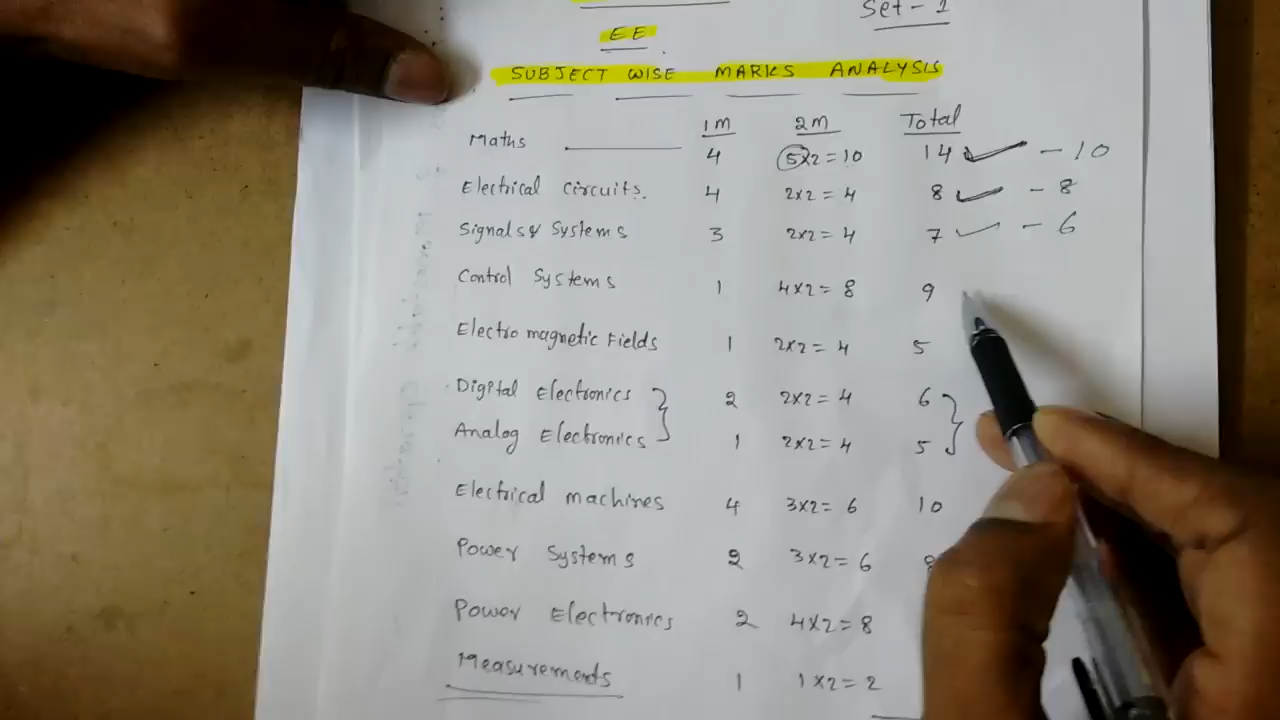 Set - 1
EE
SUBJECT WISE MARKS ANALYSIS
1M 2M Total
Maths 4 5x2=10 14 - 10
Electrical Circuits. 4 2x2 = 4 8 - 8
Signals & Systems 3 2x2 = 4 7 - 6
Control Systems 1 4x2 = 8 9
Electro magnetic Fields 1 2x2 = 4 5
Digital Electronics 2 2x2 = 4 6
Analog Electronics 1 2x2 = 4 5
Electrical machines 4 3x2 = 6 10
Power Systems 2 3x2 = 6
Power Electronics 2 4x2 = 8
Measurements 1 1x2 = 2